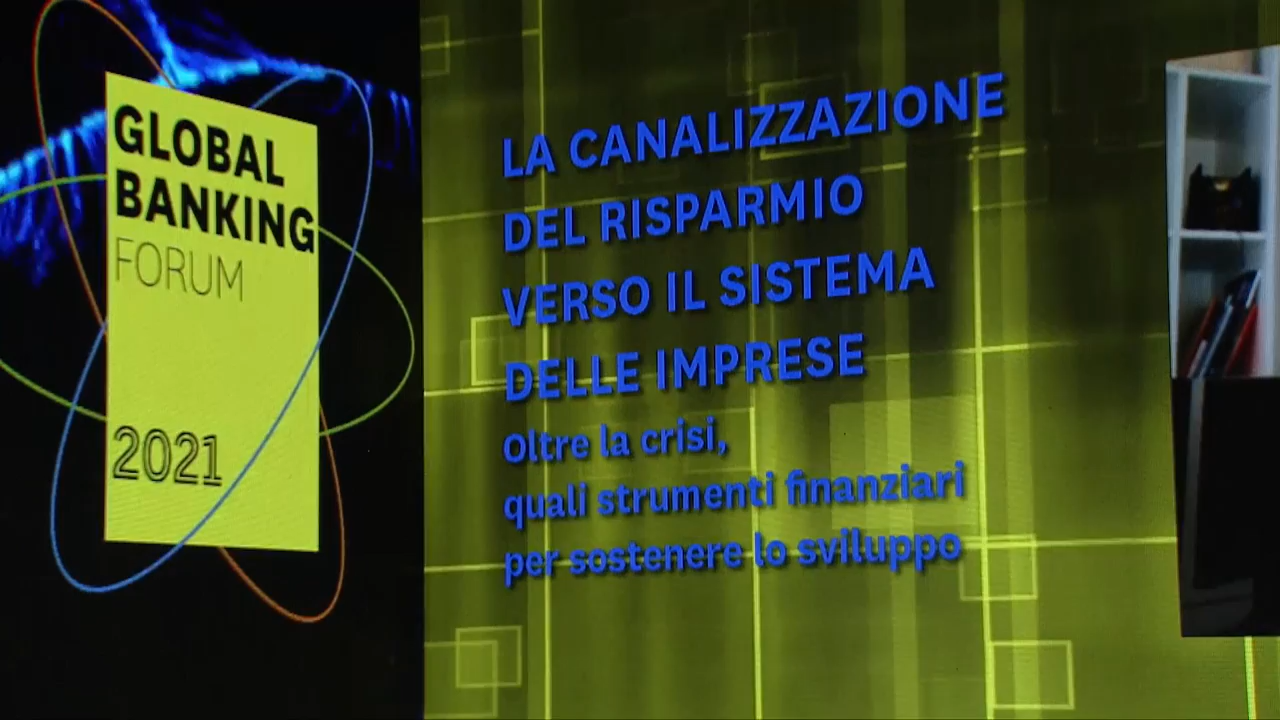 GLOBAL
BANKING
FORUM
2021
LA CANALIZZAZIONE
DEL RISPARMIO
VERSO IL SISTEMA
DELLE IMPRESE
Oltre la crisi,
quali strumenti finanziari
per sostenere lo sviluppo